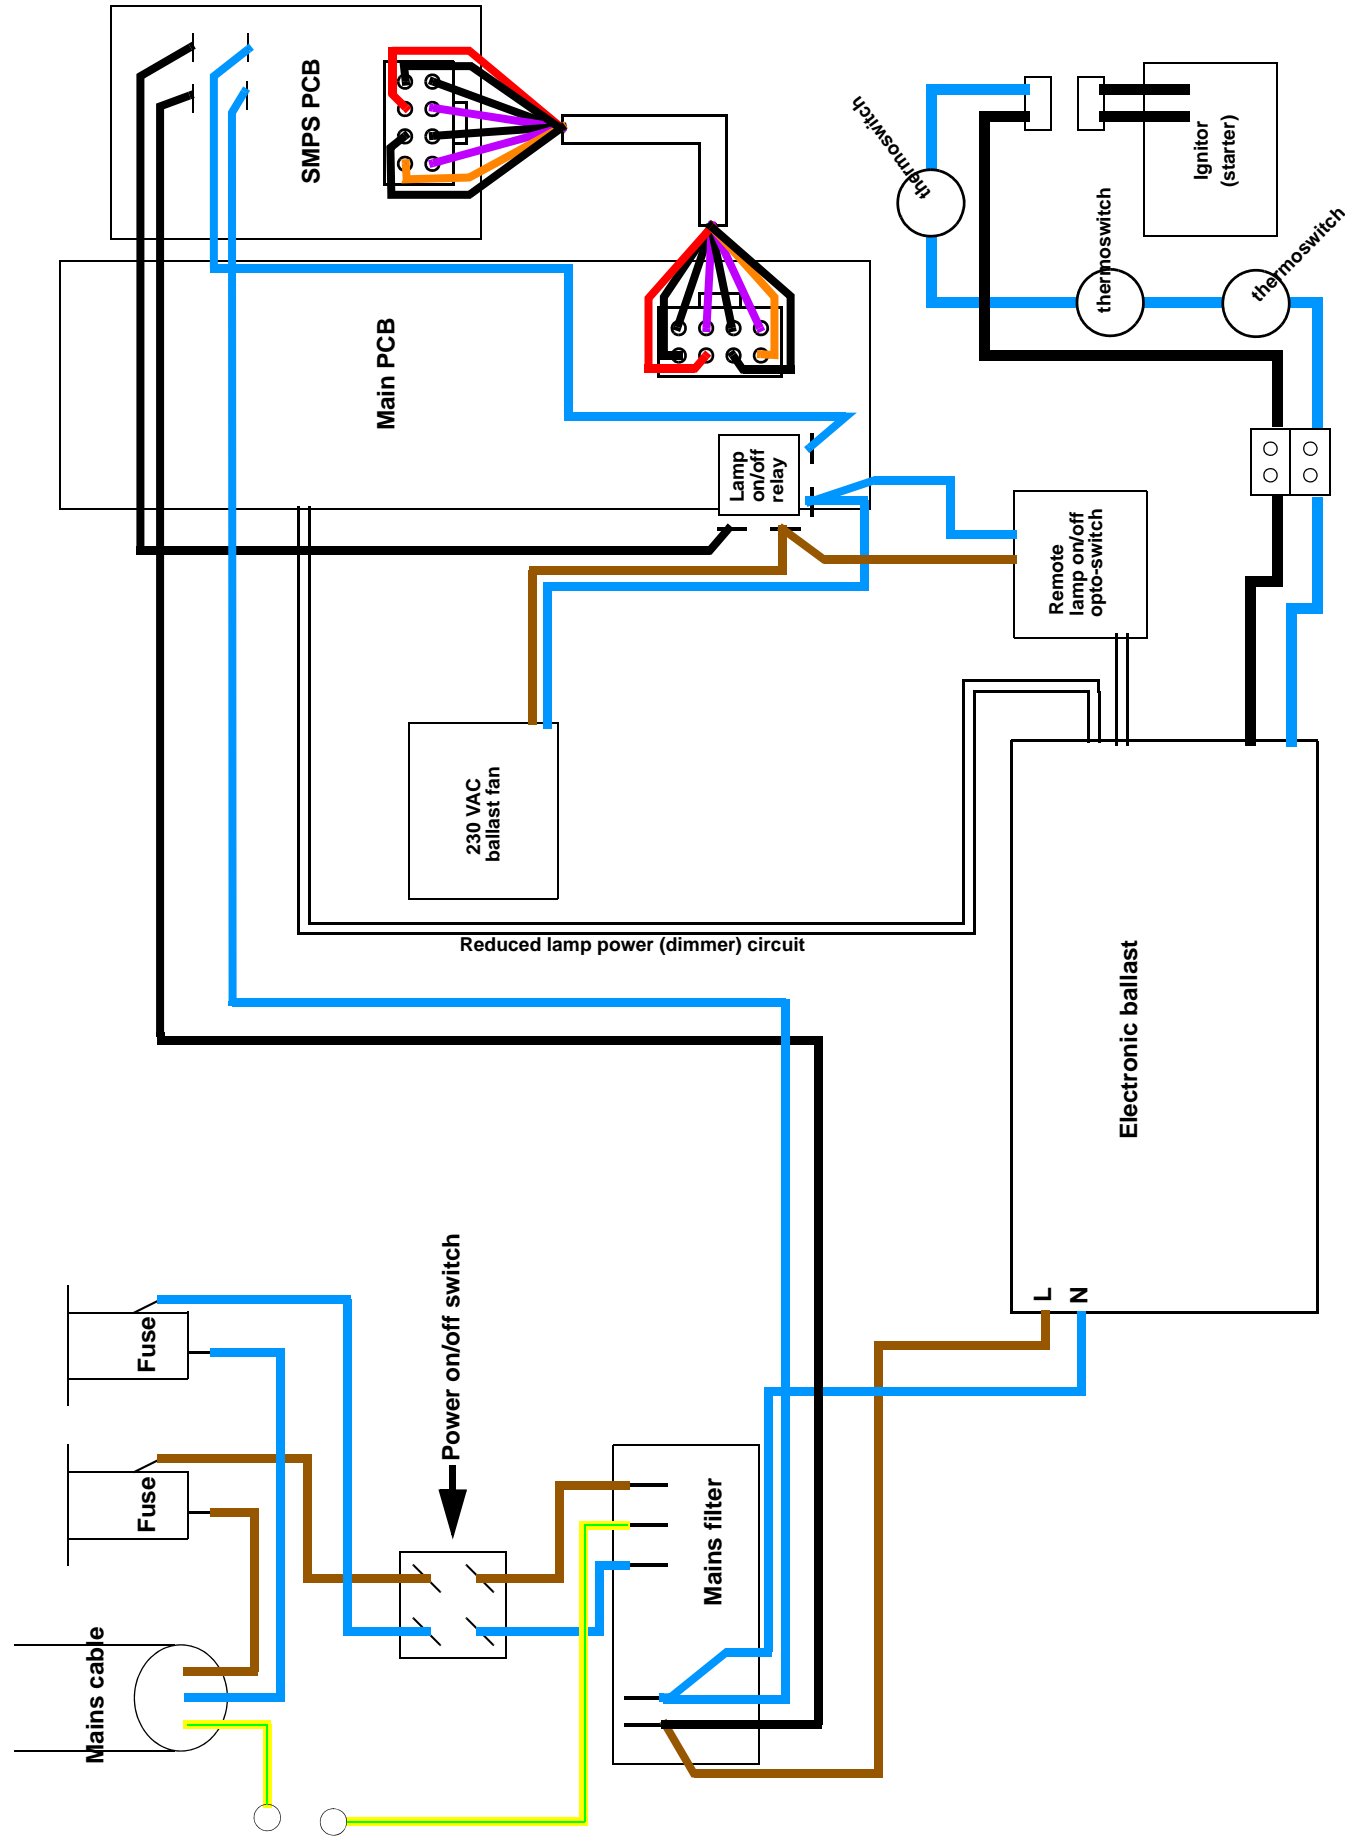 SMPS PCB
thermoswitch
Ignitor
(starter)
thermoswitch
thermoswitch
Main PCB
Lamp
on/off
relay
Remote
lamp on/off
opto-switch
230 VAC
ballast fan
Reduced lamp power (dimmer) circuit
Electronic ballast
L
N
Power on/off switch
Fuse
Fuse
Mains filter
Mains cable